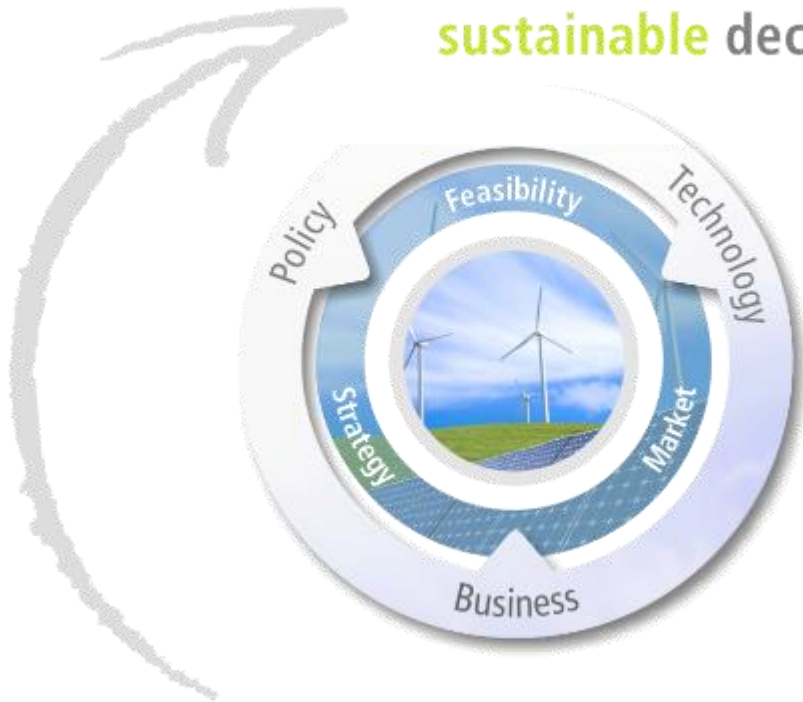 sustainable dec
Feasibility
Policy
Technology
Strategy
Market
Business